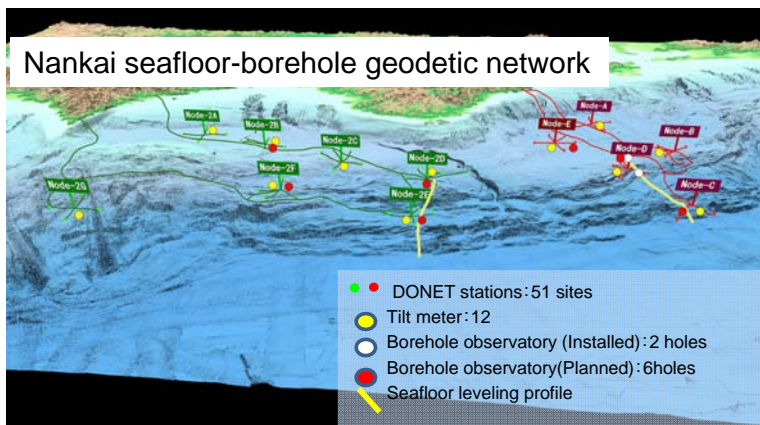 Nankai seafloor-borehole geodetic network
Node-2A
Node-2B
Node-2C
Node-2D
Node-2E
Node-2F
Node-2G
Node-A
Node-B
Node-E
Node-D
Node-C
DONET stations:51 sites
Tilt meter:12
Borehole observatory (Installed):2 holes
Borehole observatory(Planned):6holes
Seafloor leveling profile